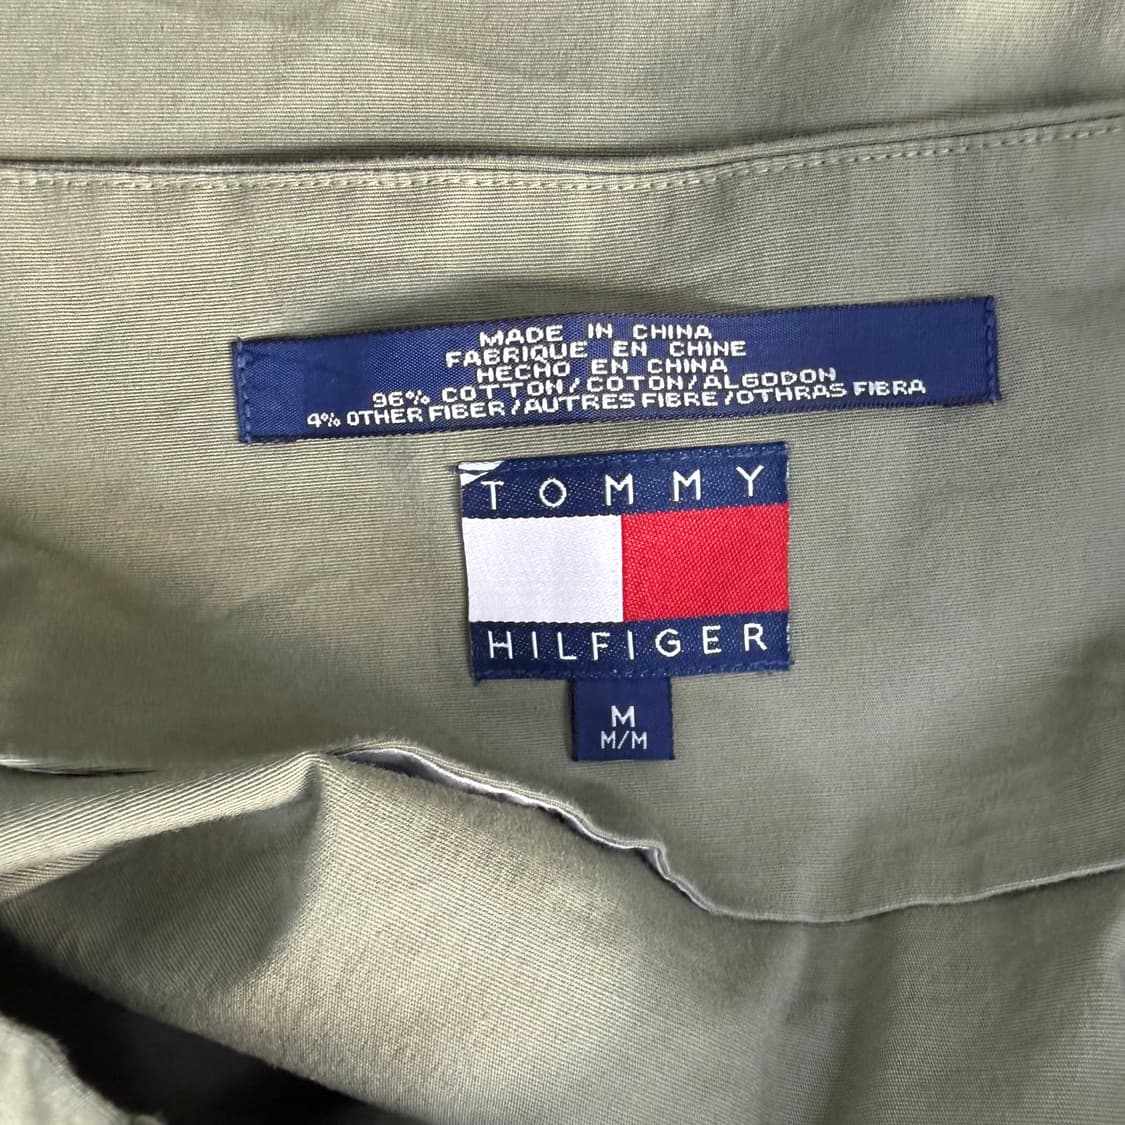 MADE IN CHINA
FABRIQUE EN CHINE
HECHO EN CHINA
96% COTTON/COTON/ALGODON
4% OTHER FIBER/AUTRES FIBRE/OTHRAS FIBRA
TOMMY
HILFIGER
M
M/M